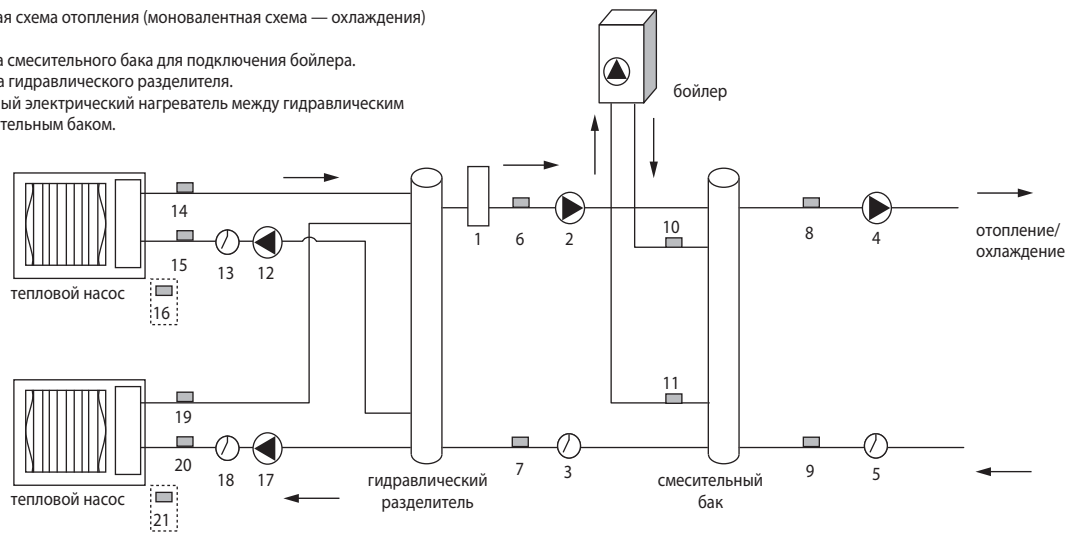 ая схема отопления (моновалентная схема — охлаждения)
а смесительного бака для подключения бойлера.
а гидравлического разделителя.
ный электрический нагреватель между гидравлическим
тельным баком.
бойлер
14
1
6
2
10
8
4
отопление/
охлаждение
15
13
12
тепловой насос
16
11
19
20
18
17
7
3
9
5
гидравлический
разделитель
смесительный
бак
тепловой насос
21